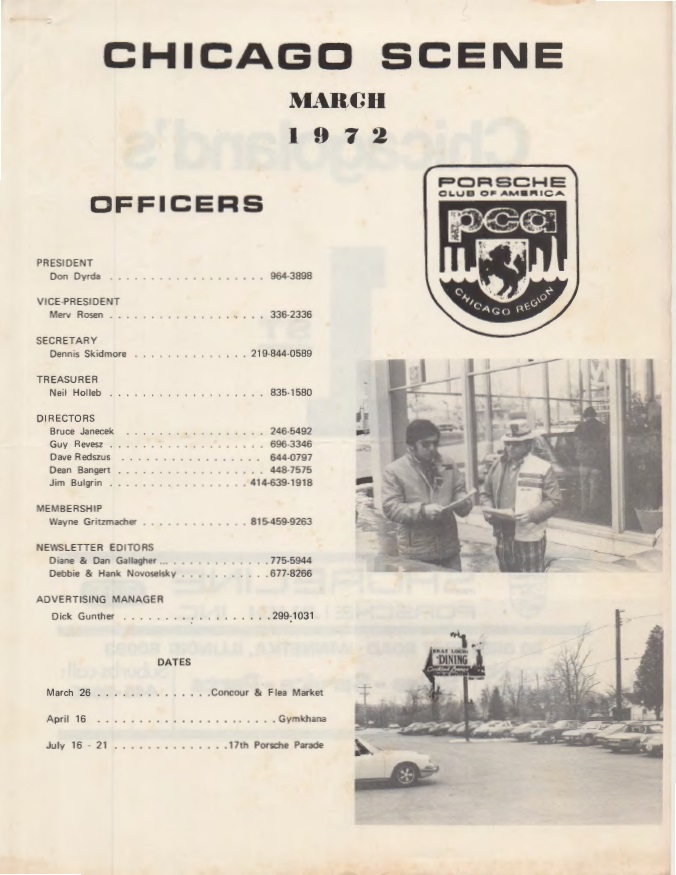 CHICAGO SCENE
MARCH
1972
OFFICERS
PRESIDENT
Don Dyrda . . . . . . . . . . . . . . . . . . . . 964-3898
VICE-PRESIDENT
Merv Rosen . . . . . . . . . . . . . . . . . . . . 336-2336
SECRETARY
Dennis Skidmore . . . . . . . . . . . . . . 219-844-0589
TREASURER
Neil Holleb . . . . . . . . . . . . . . . . . . . . 835-1580
DIRECTORS
Bruce Janecek . . . . . . . . . . . . . . . . . . 246-5492
Guy Revesz . . . . . . . . . . . . . . . . . . . . 696-3346
Dave Redszus . . . . . . . . . . . . . . . . . . 644-0797
Dean Bangert . . . . . . . . . . . . . . . . . . . 448-7575
Jim Bulgrin . . . . . . . . . . . . . . . . . . 414-639-1918
MEMBERSHIP
Wayne Gritzmacher . . . . . . . . . . . . . 815-459-9263
NEWSLETTER EDITORS
Diane & Dan Gallagher ... . . . . . . . . . . . . .775-5944
Debbie & Hank Novoselsky . . . . . . . . . . . .677-8266
ADVERTISING MANAGER
Dick Gunther . . . . . . . . . . . . . . . . . . .299-1031
DATES
March 26 . . . . . . . . . . . . . . .Concour & Flea Market
April 16 . . . . . . . . . . . . . . . . . . . . . . . . .Gymkhana
July 16 - 21 . . . . . . . . . . . . . . .17th Porsche Parade
PORSCHE
CLUB OF AMERICA
pca
CHICAGO REGION
DINING